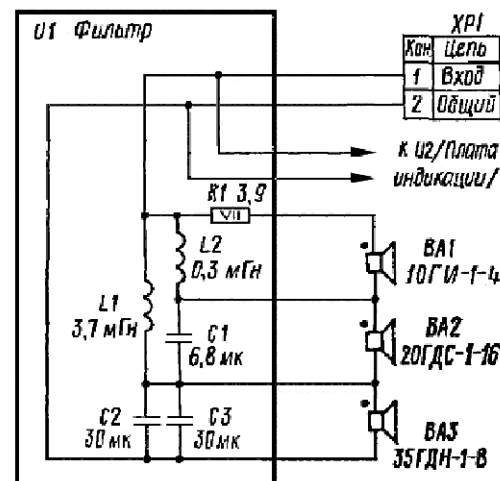 U1 Фильтр
XP1
Кон Цепь
1 Вход
2 Общий
К U2/Плата
индикации/
R1 3,9
VII
L2
0,3 мГн
L1
3,7 мГн
C1
6,8 мк
C2
30 мк
C3
30 мк
BA1
10ГИ-1-4
BA2
20ГДС-1-16
BA3
35ГДН-1-8